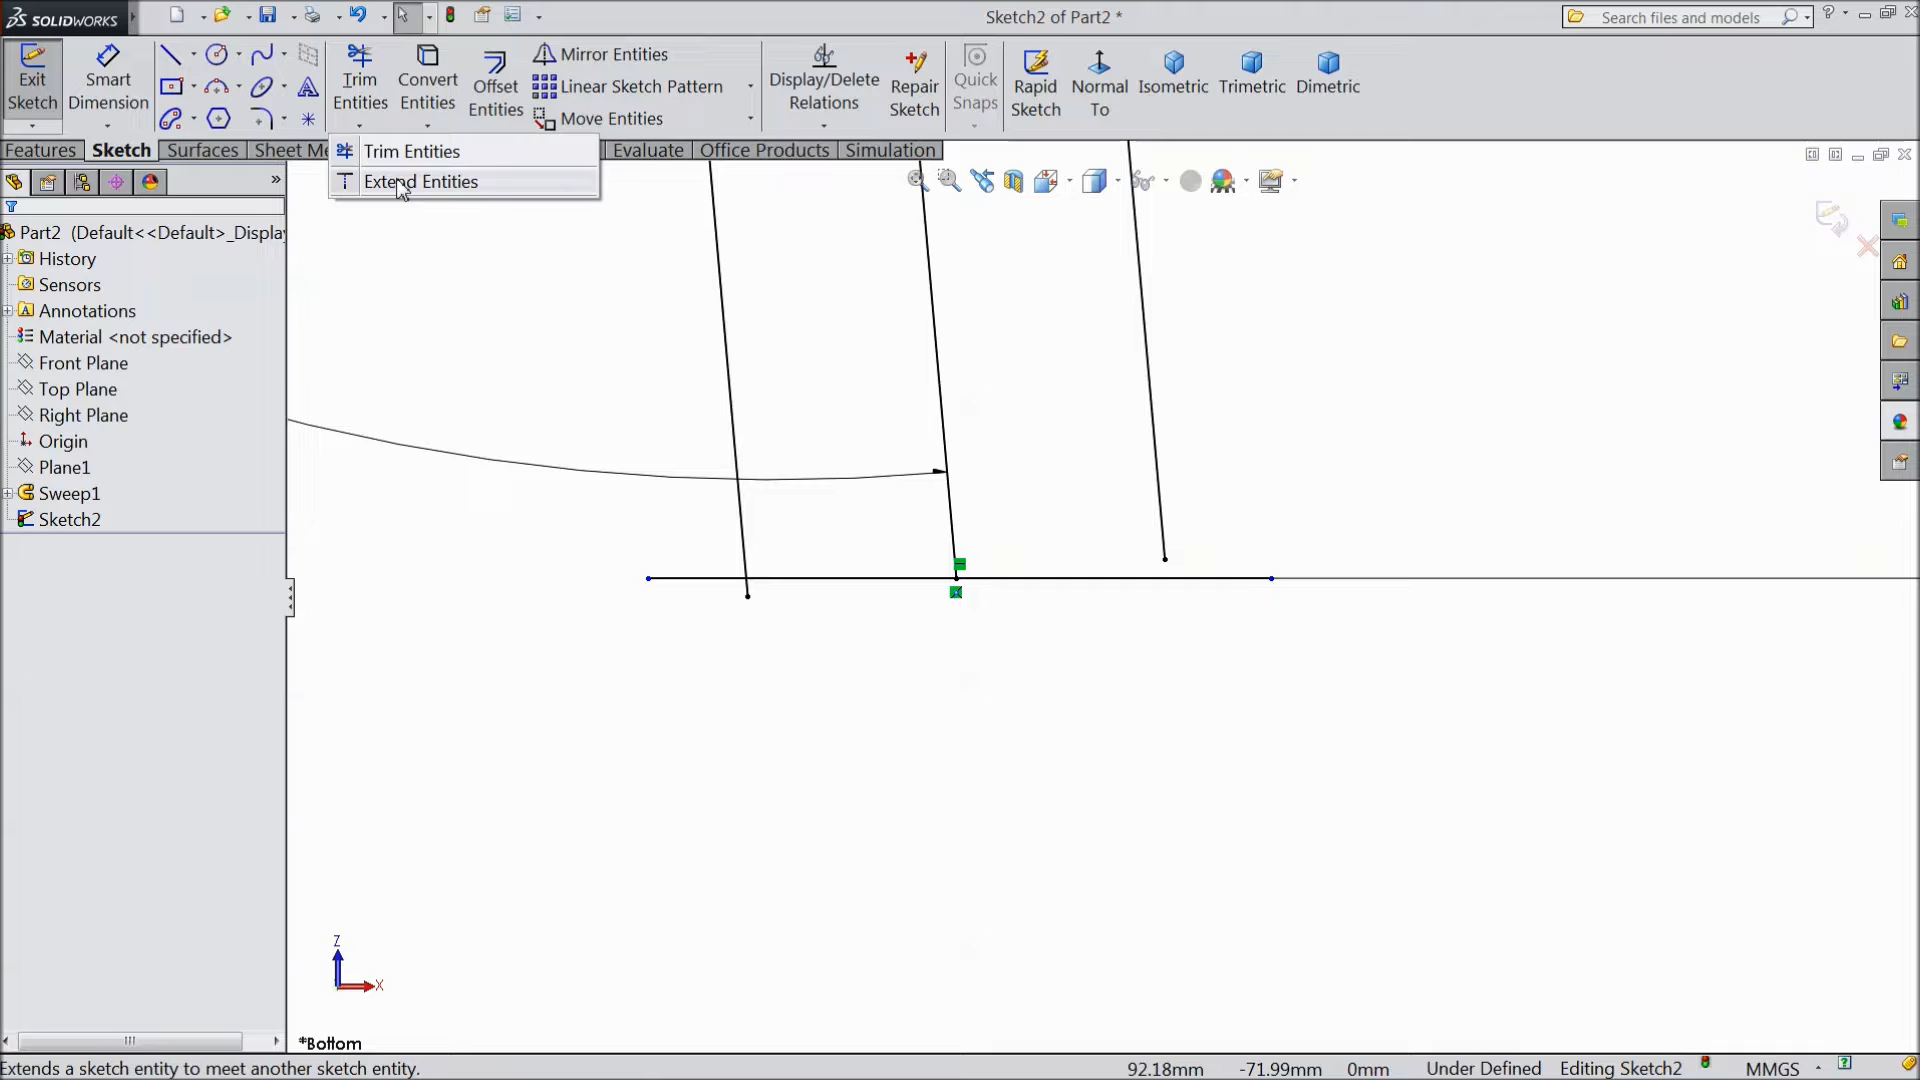 SOLIDWORKS
Sketch2 of Part2 *
Search files and models
Exit Sketch
Smart Dimension
Trim Entities
Convert Entities
Offset Entities
Mirror Entities
Linear Sketch Pattern
Move Entities
Display/Delete Relations
Repair Sketch
Quick Snaps
Rapid Sketch
Normal To
Isometric
Trimetric
Dimetric
Features
Sketch
Surfaces
Sheet Me
Evaluate
Office Products
Simulation
Trim Entities
Extend Entities
Part2 (Default<<Default>_Displa
History
Sensors
Annotations
Material <not specified>
Front Plane
Top Plane
Right Plane
Origin
Plane1
Sweep1
Sketch2
Z
X
*Bottom
Extends a sketch entity to meet another sketch entity.
92.18mm
-71.99mm
0mm
Under Defined
Editing Sketch2
MMGS